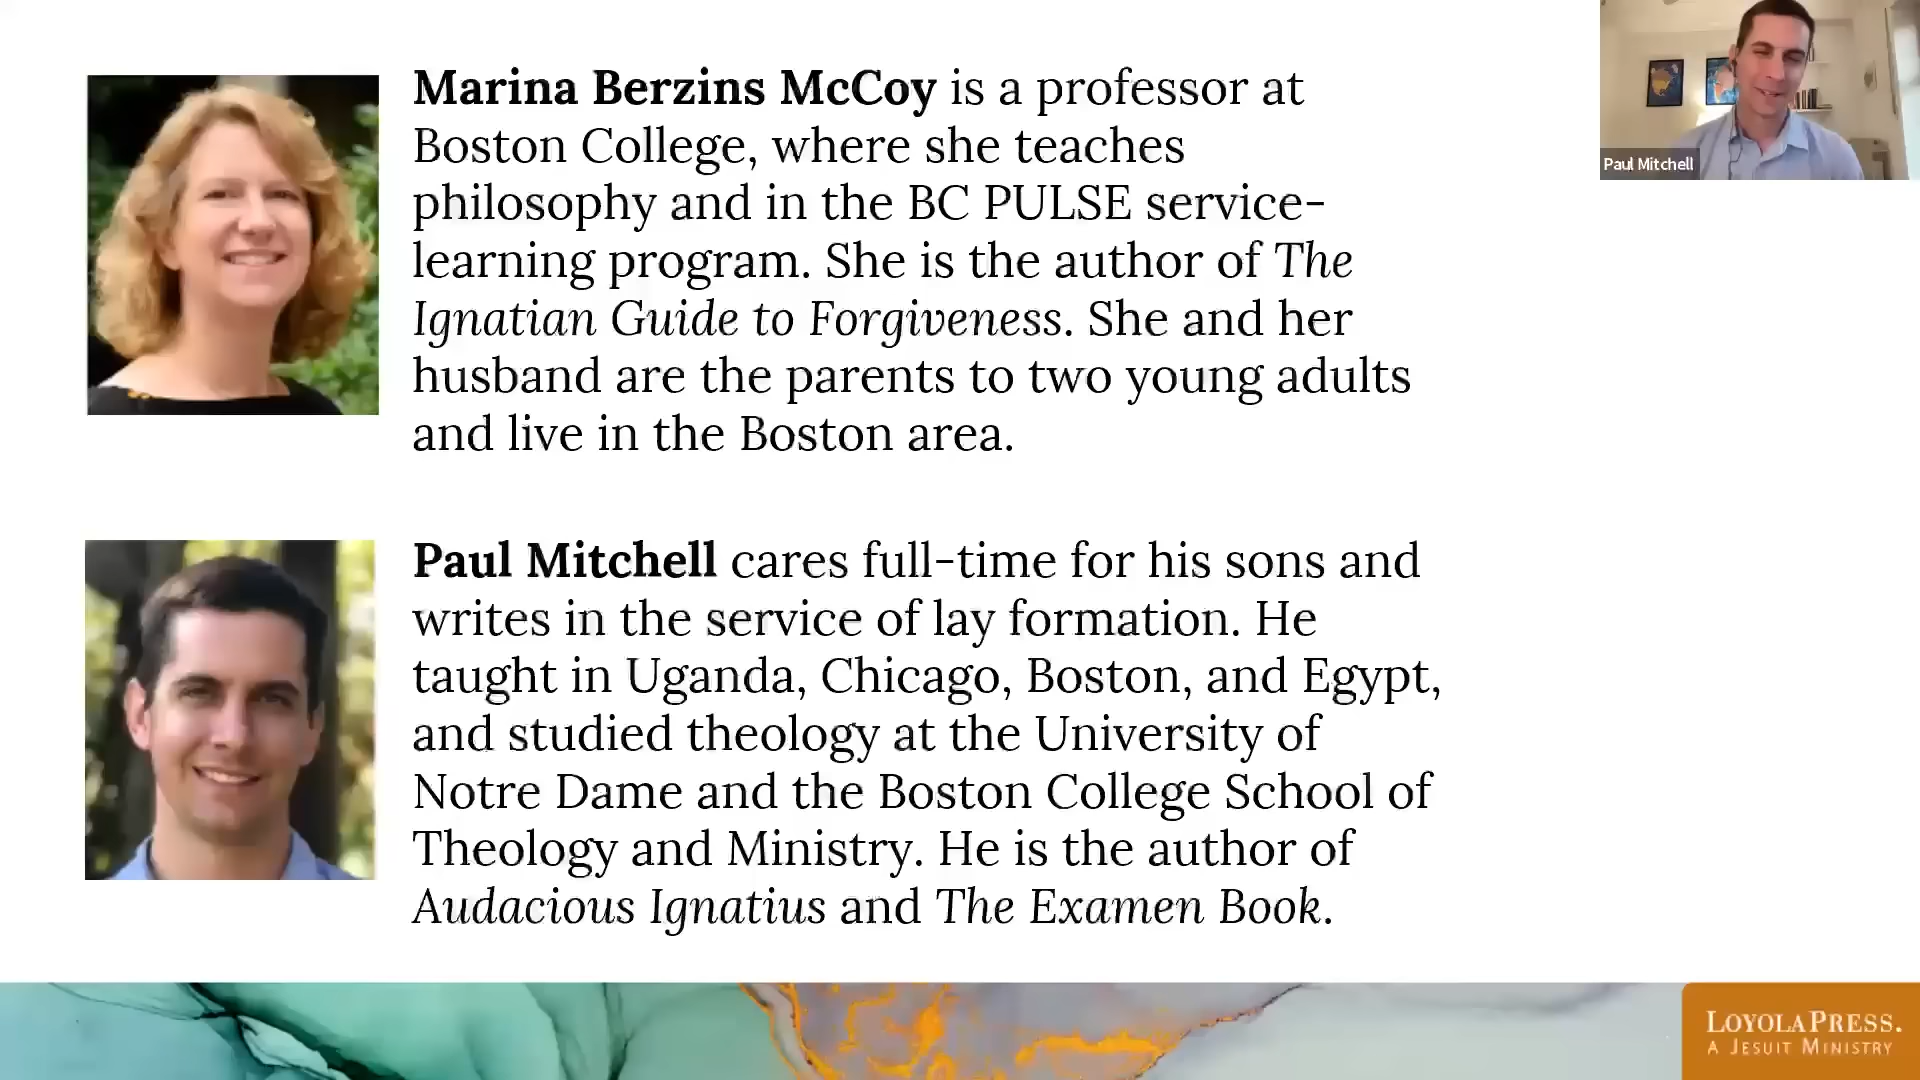 Marina Berzins McCoy is a professor at
Boston College, where she teaches
philosophy and in the BC PULSE service-
learning program. She is the author of The
Ignatian Guide to Forgiveness. She and her
husband are the parents to two young adults
and live in the Boston area.
Paul Mitchell cares full-time for his sons and
writes in the service of lay formation. He
taught in Uganda, Chicago, Boston, and Egypt,
and studied theology at the University of
Notre Dame and the Boston College School of
Theology and Ministry. He is the author of
Audacious Ignatius and The Examen Book.
Paul Mitchell
LOYOLA PRESS.
A JESUIT MINISTRY